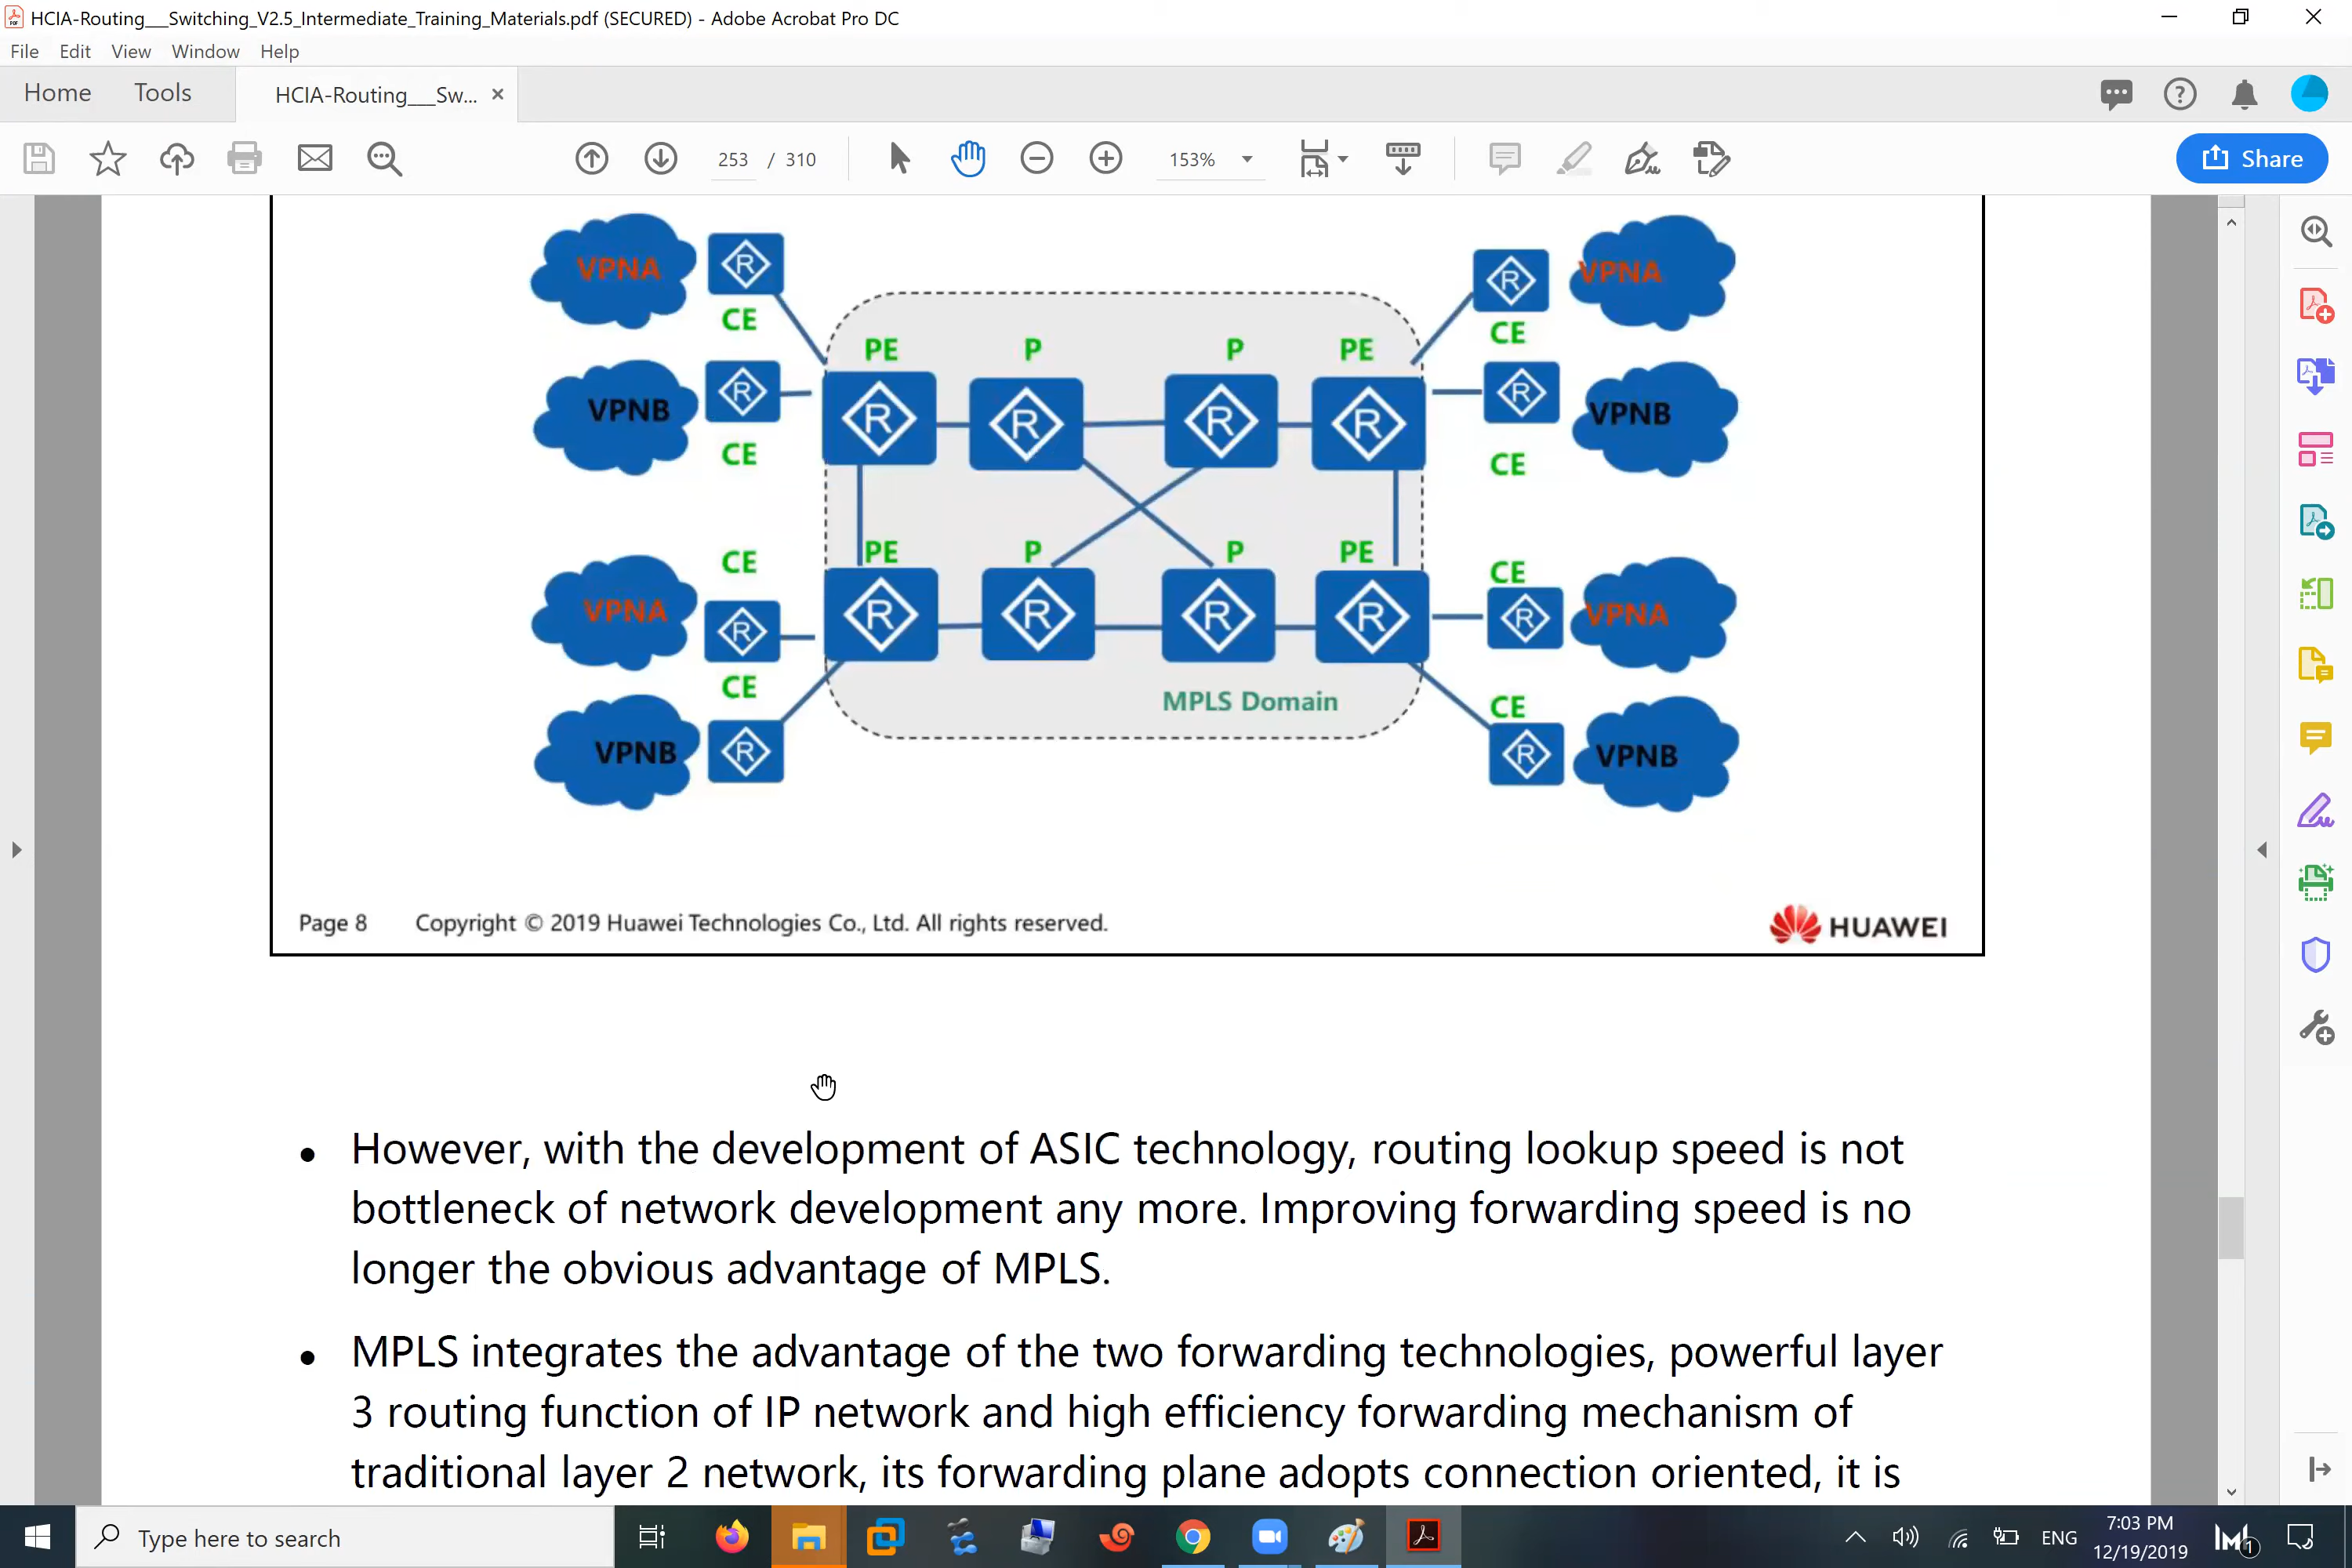 HCIA-Routing___Switching_V2.5_Intermediate_Training_Materials.pdf (SECURED) - Adobe Acrobat Pro DC
File Edit View Window Help
Home Tools HCIA-Routing___Sw... ×
253 / 310 153% Share
VPNA R R VPNA
CE CE
PE P P PE
VPNB R R VPNB
R R R R
CE CE
CE PE P P PE CE
VPNA R R VPNA
R R R R
CE MPLS Domain CE
VPNB R R VPNB
Page 8 Copyright © 2019 Huawei Technologies Co., Ltd. All rights reserved. HUAWEI
• However, with the development of ASIC technology, routing lookup speed is not
bottleneck of network development any more. Improving forwarding speed is no
longer the obvious advantage of MPLS.
• MPLS integrates the advantage of the two forwarding technologies, powerful layer
3 routing function of IP network and high efficiency forwarding mechanism of
traditional layer 2 network, its forwarding plane adopts connection oriented, it is
Type here to search
ENG
7:03 PM
12/19/2019
1